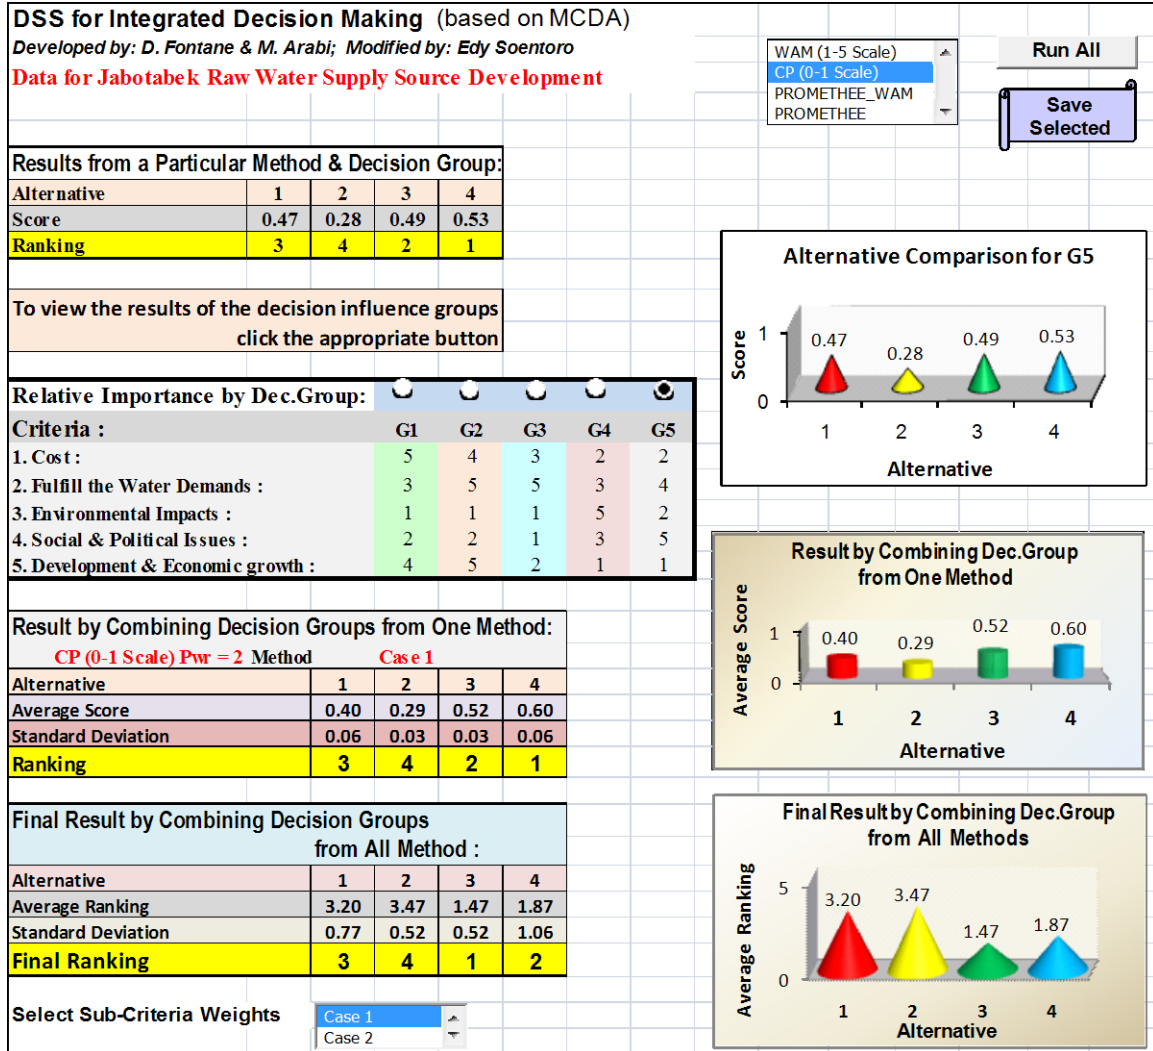 DSS for Integrated Decision Making (based on MCDA)
Developed by: D. Fontane & M. Arabi; Modified by: Edy Soentoro
Data for Jabotabek Raw Water Supply Source Development
WAM (1-5 Scale)
CP (0-1 Scale)
PROMETHEE_WAM
PROMETHEE
Run All
Save
Selected
Results from a Particular Method & Decision Group:
Alternative 1 2 3 4
Score 0.47 0.28 0.49 0.53
Ranking 3 4 2 1
To view the results of the decision influence groups
click the appropriate button
Relative Importance by Dec.Group:
Criteria : G1 G2 G3 G4 G5
1. Cost : 5 4 3 2 2
2. Fulfill the Water Demands : 3 5 5 3 4
3. Environmental Impacts : 1 1 1 5 2
4. Social & Political Issues : 2 2 1 3 5
5. Development & Economic growth : 4 5 2 1 1
Alternative Comparison for G5
Score
1
0
0.47 0.28 0.49 0.53
1 2 3 4
Alternative
Result by Combining Decision Groups from One Method:
CP (0-1 Scale) Pwr = 2 Method Case 1
Alternative 1 2 3 4
Average Score 0.40 0.29 0.52 0.60
Standard Deviation 0.06 0.03 0.03 0.06
Ranking 3 4 2 1
Result by Combining Dec.Group
from One Method
Average Score
1
0
0.40 0.29 0.52 0.60
1 2 3 4
Alternative
Final Result by Combining Decision Groups
from All Method :
Alternative 1 2 3 4
Average Ranking 3.20 3.47 1.47 1.87
Standard Deviation 0.77 0.52 0.52 1.06
Final Ranking 3 4 1 2
Final Result by Combining Dec.Group
from All Methods
Average Ranking
5
0
3.20 3.47 1.47 1.87
1 2 3 4
Alternative
Select Sub-Criteria Weights
Case 1
Case 2